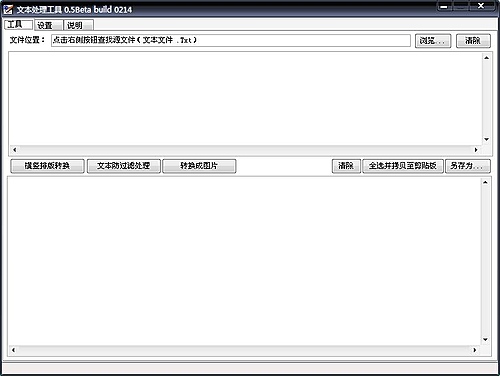 文本处理工具 0.5Beta build 0214
工具 设置 说明
文件位置： 点击右侧按钮查找源文件（文本文件 .Txt） 浏览... 清除
横竖排版转换 文本防过滤处理 转换成图片 清除 全选并拷贝至剪贴板 另存为...